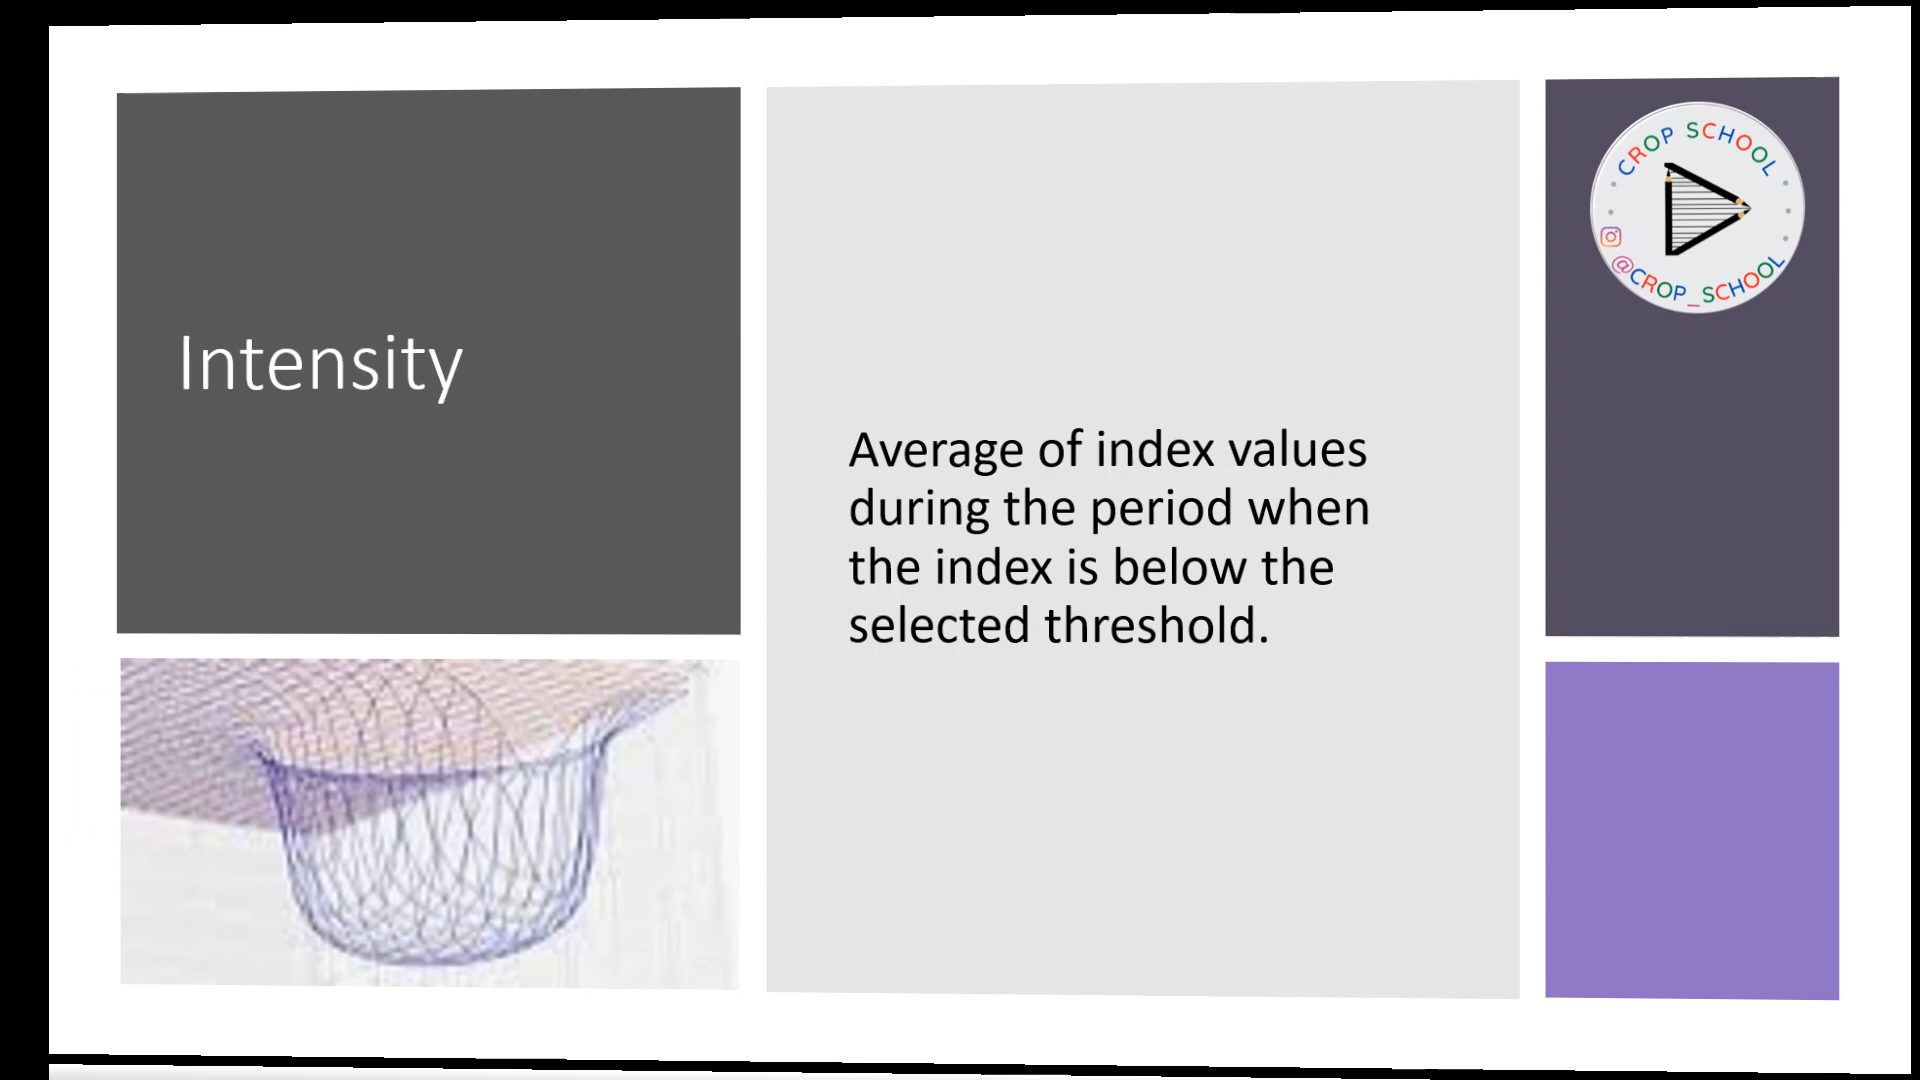 Intensity
Average of index values
during the period when
the index is below the
selected threshold.
CROP SCHOOL
@CROP_SCHOOL